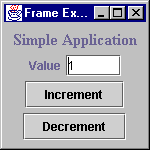 Frame Ex...
Simple Application
Value 1
Increment
Decrement